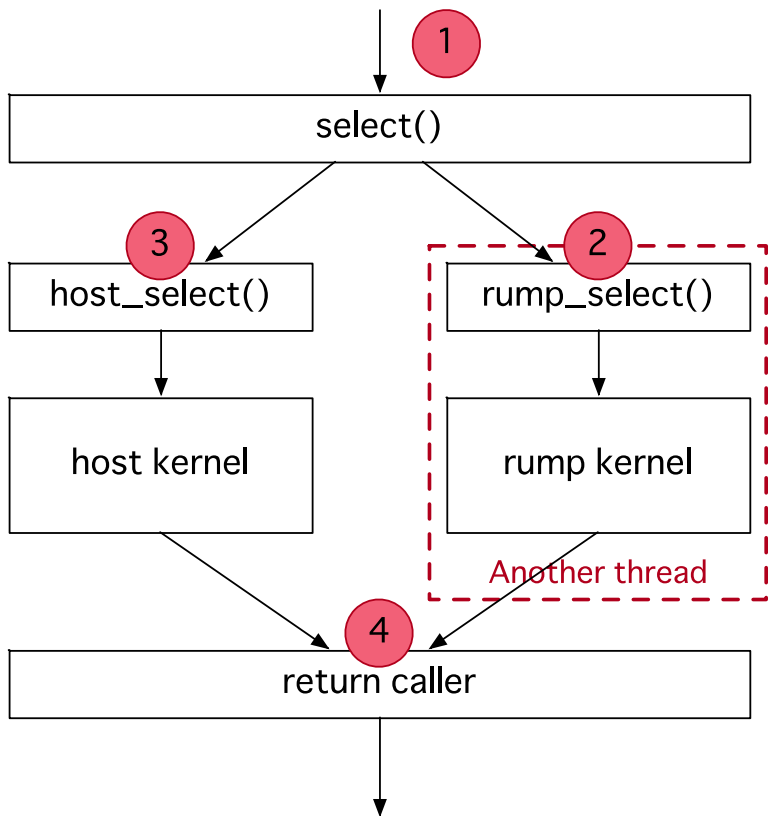 1
select()
3
2
host_select()
rump_select()
host kernel
rump kernel
Another thread
4
return caller